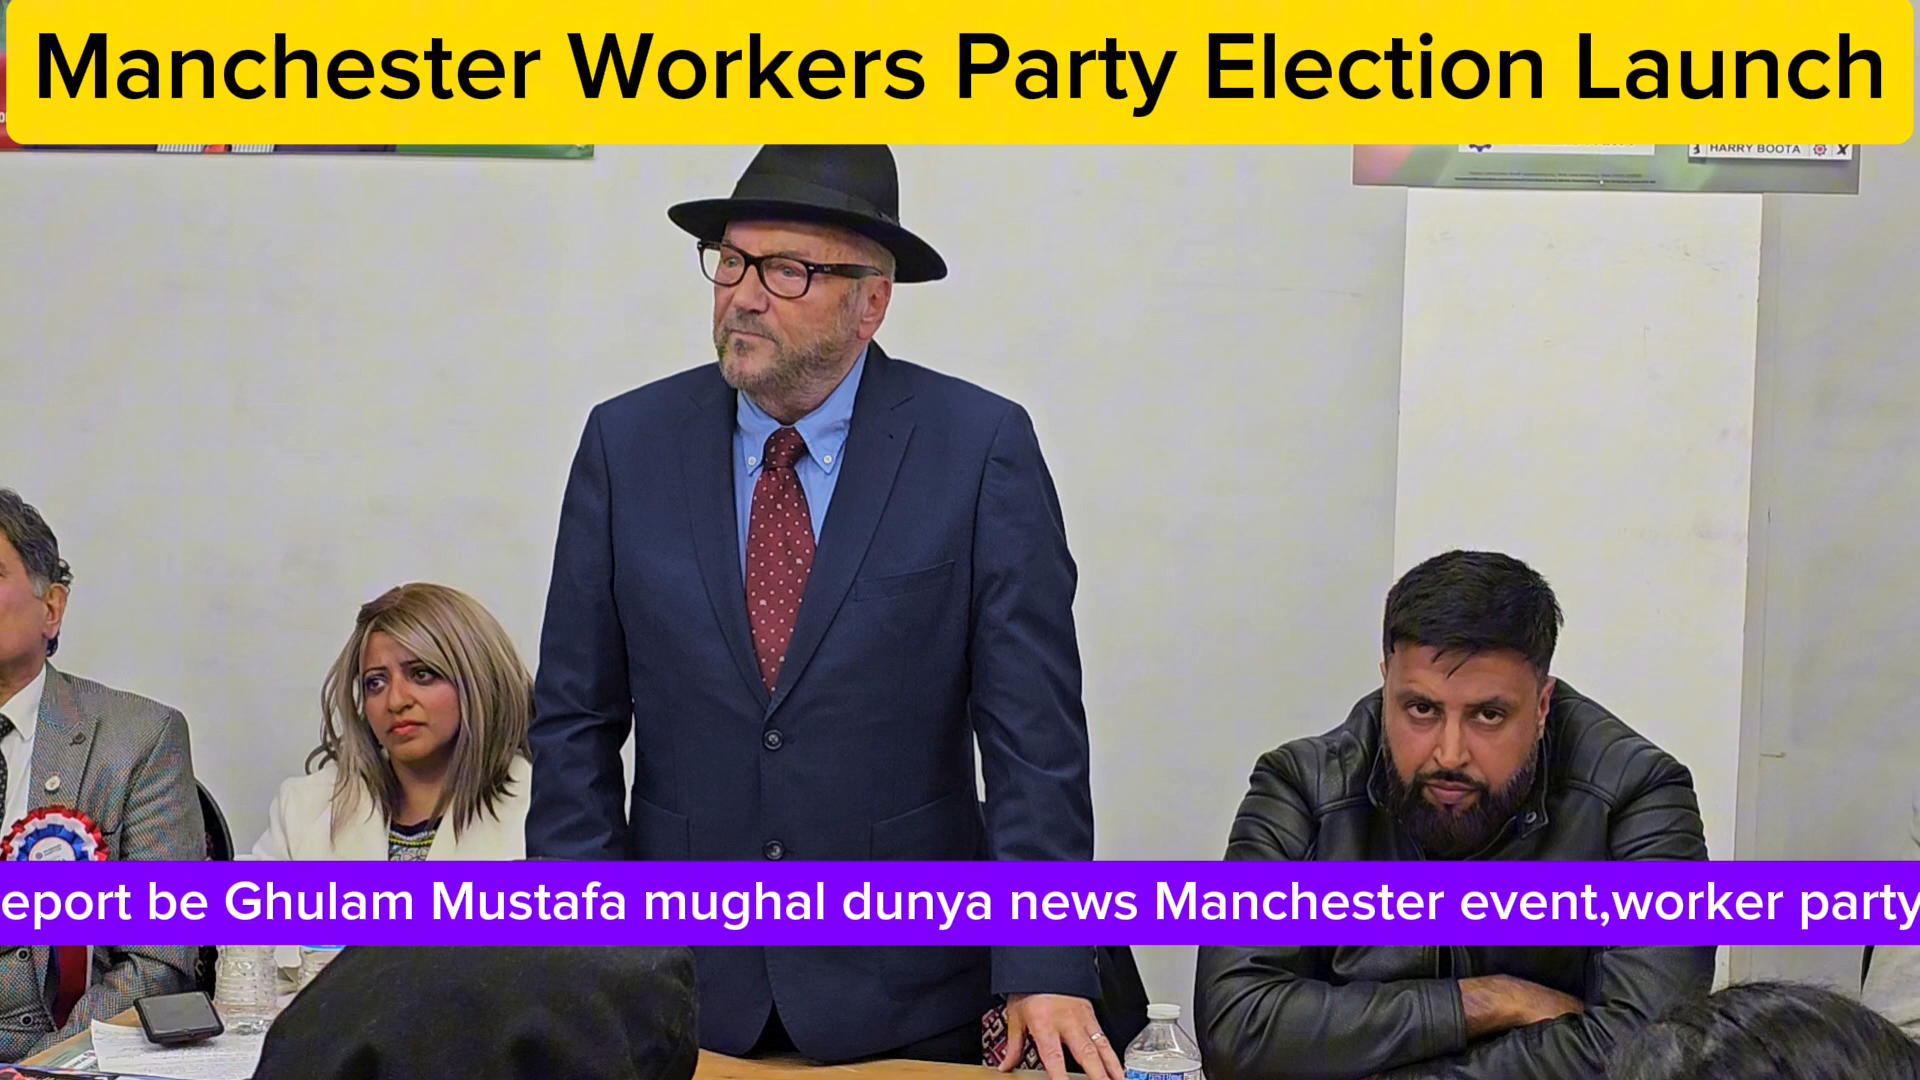 Manchester Workers Party Election Launch
HARRY BOOTA
eport be Ghulam Mustafa mughal dunya news Manchester event,worker party